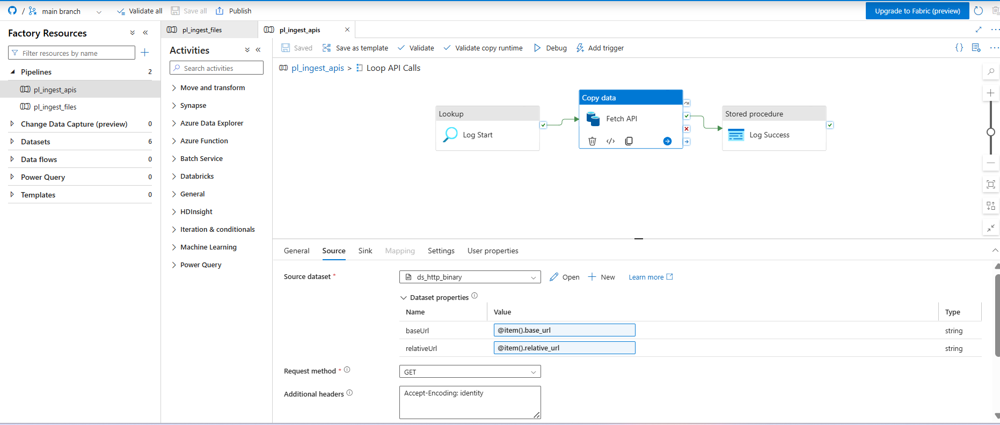 / main branch Validate all Save all Publish Upgrade to Fabric (preview)
Factory Resources
Filter resources by name
Pipelines 2
pl_ingest_apis
pl_ingest_files
Change Data Capture (preview) 0
Datasets 6
Data flows 0
Power Query 0
Templates 0
pl_ingest_files pl_ingest_apis
Activities
Search activities
Move and transform
Synapse
Azure Data Explorer
Azure Function
Batch Service
Databricks
General
HDInsight
Iteration & conditionals
Machine Learning
Power Query
Saved Save as template Validate Validate copy runtime Debug Add trigger {}
pl_ingest_apis > Loop API Calls
Lookup
Log Start
Copy data
Fetch API
Stored procedure
Log Success
General Source Sink Mapping Settings User properties
Source dataset * ds_http_binary Open New Learn more
Dataset properties
Name Value Type
baseUrl @item().base_url string
relativeUrl @item().relative_url string
Request method * GET
Additional headers Accept-Encoding: identity